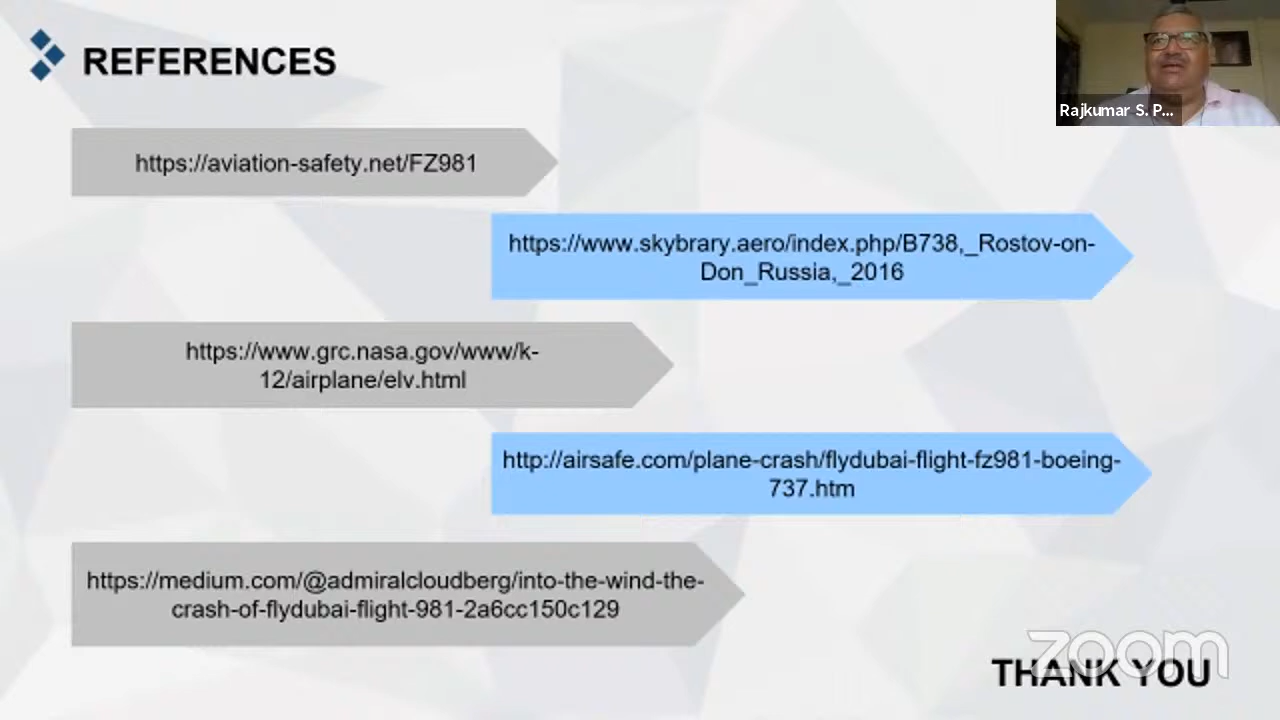 REFERENCES
Rajkumar S. P...
https://aviation-safety.net/FZ981
https://www.skybrary.aero/index.php/B738,_Rostov-on-
Don_Russia,_2016
https://www.grc.nasa.gov/www/k-
12/airplane/elv.html
http://airsafe.com/plane-crash/flydubai-flight-fz981-boeing-
737.htm
https://medium.com/@admiralcloudberg/into-the-wind-the-
crash-of-flydubai-flight-981-2a6cc150c129
zoom
THANK YOU